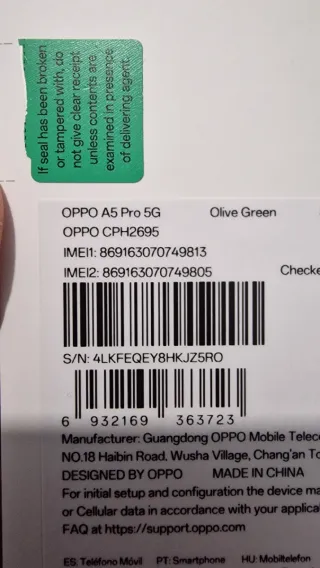 If seal has been broken
or tampered with, do
not give clear receipt
unless contents are
examined in presence
of delivering agent.
OPPO A5 Pro 5G Olive Green
OPPO CPH2695
IMEI1: 869163070749813
IMEI2: 869163070749805 Checke
S/N: 4LKFEQEY8HKJZ5RO
6 932169 363723
Manufacturer: Guangdong OPPO Mobile Telec
NO.18 Haibin Road, Wusha Village, Chang'an To
DESIGNED BY OPPO MADE IN CHINA
For initial setup and configuration the device ma
or Cellular data in accordance with your applica
FAQ at https://support.oppo.com
ES: Teléfono Móvil PT: Smartphone HU: Mobiltelefon